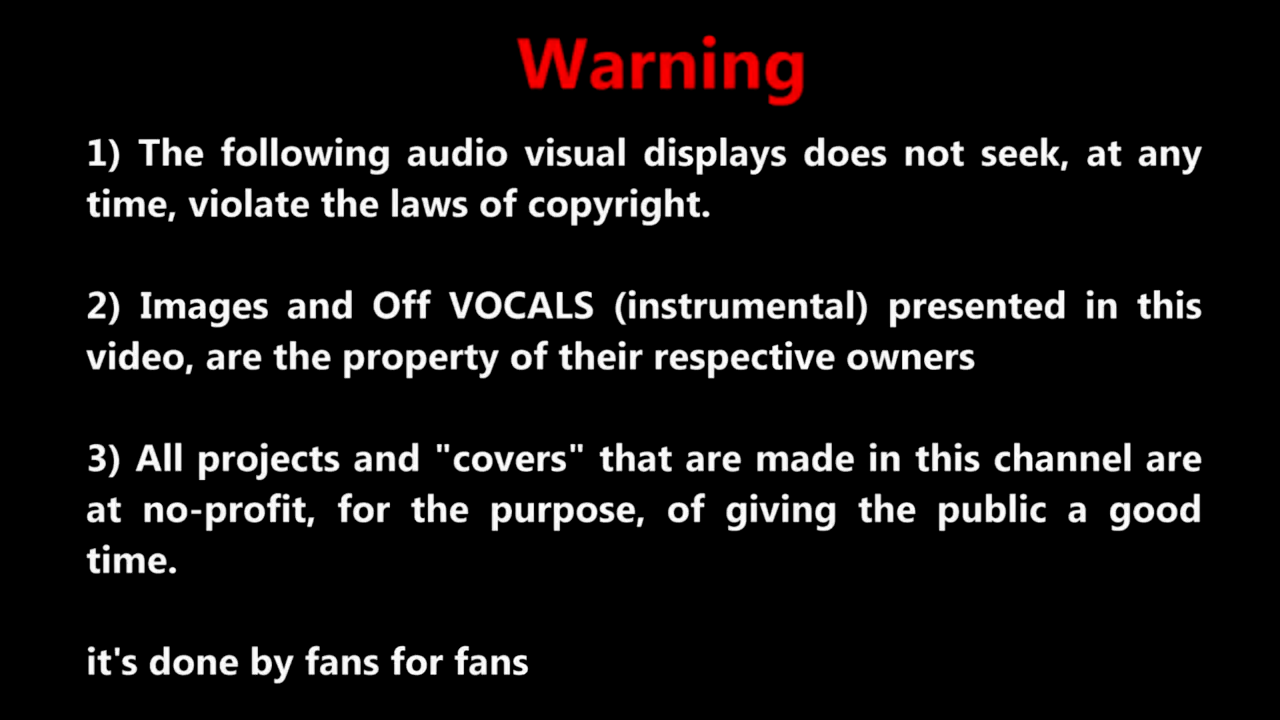 Warning
1) The following audio visual displays does not seek, at any
time, violate the laws of copyright.
2) Images and Off VOCALS (instrumental) presented in this
video, are the property of their respective owners
3) All projects and "covers" that are made in this channel are
at no-profit, for the purpose, of giving the public a good
time.
it's done by fans for fans